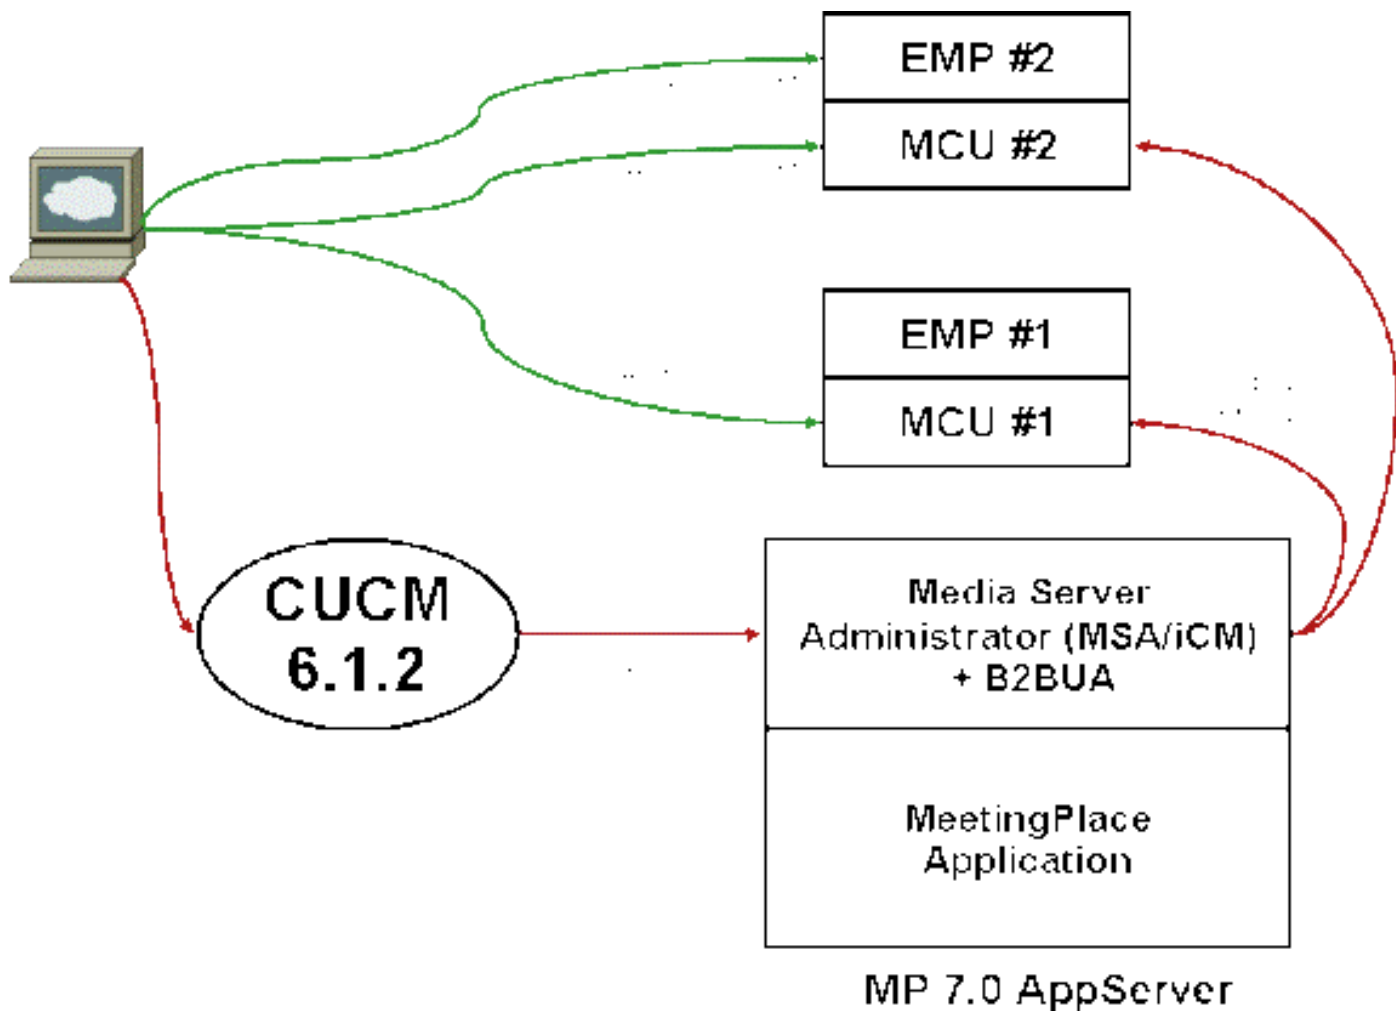 EMP #2
MCU #2
EMP #1
MCU #1
CUCM
6.1.2
Media Server
Administrator (MSA/iCM)
+ B2BUA
MeetingPlace
Application
MP 7.0 AppServer